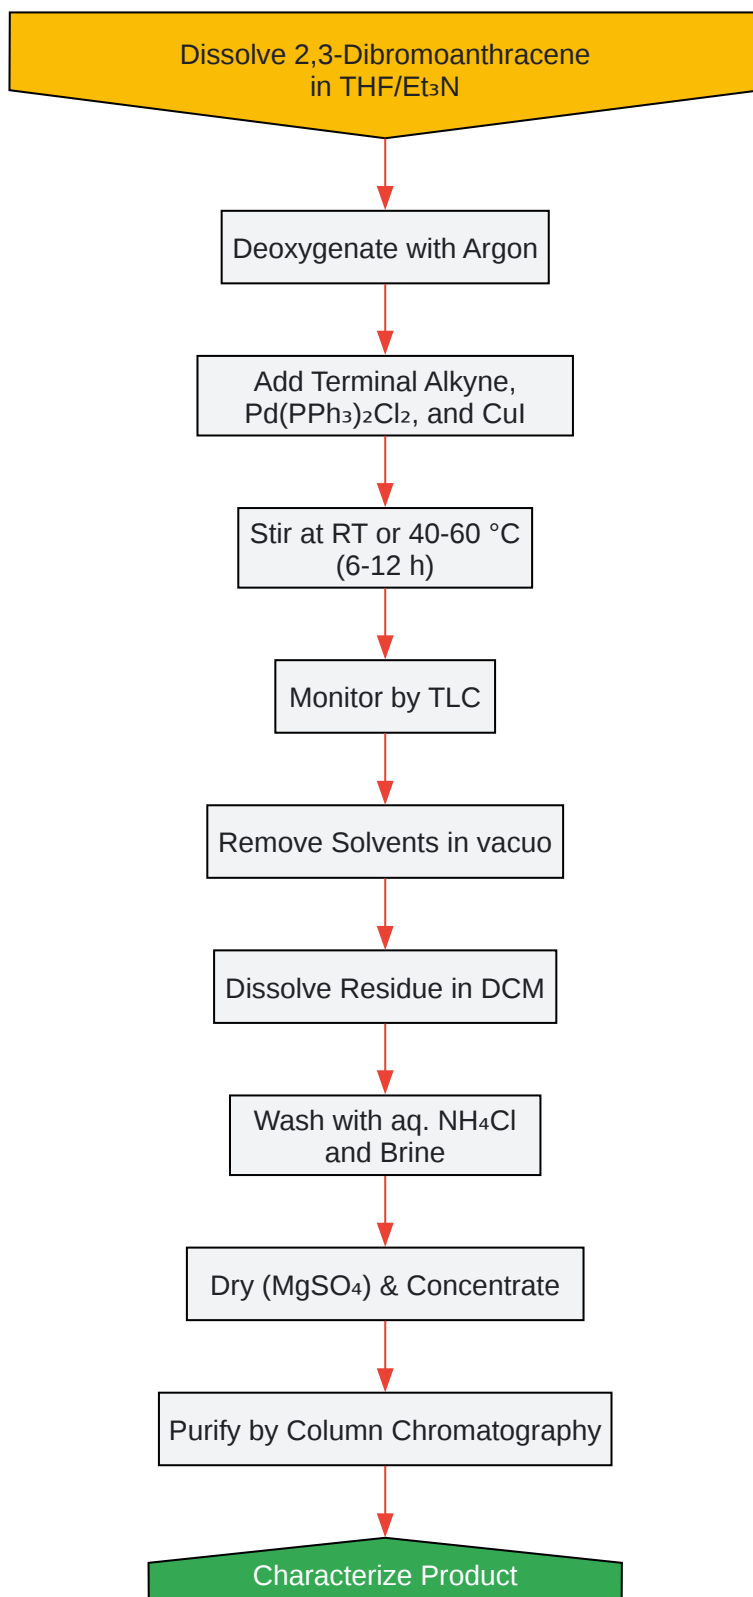 Dissolve 2,3-Dibromoanthracene
in THF/Et₃N
Deoxygenate with Argon
Add Terminal Alkyne,
Pd(PPh₃)₂Cl₂, and CuI
Stir at RT or 40-60 °C
(6-12 h)
Monitor by TLC
Remove Solvents in vacuo
Dissolve Residue in DCM
Wash with aq. NH₄Cl
and Brine
Dry (MgSO₄) & Concentrate
Purify by Column Chromatography
Characterize Product